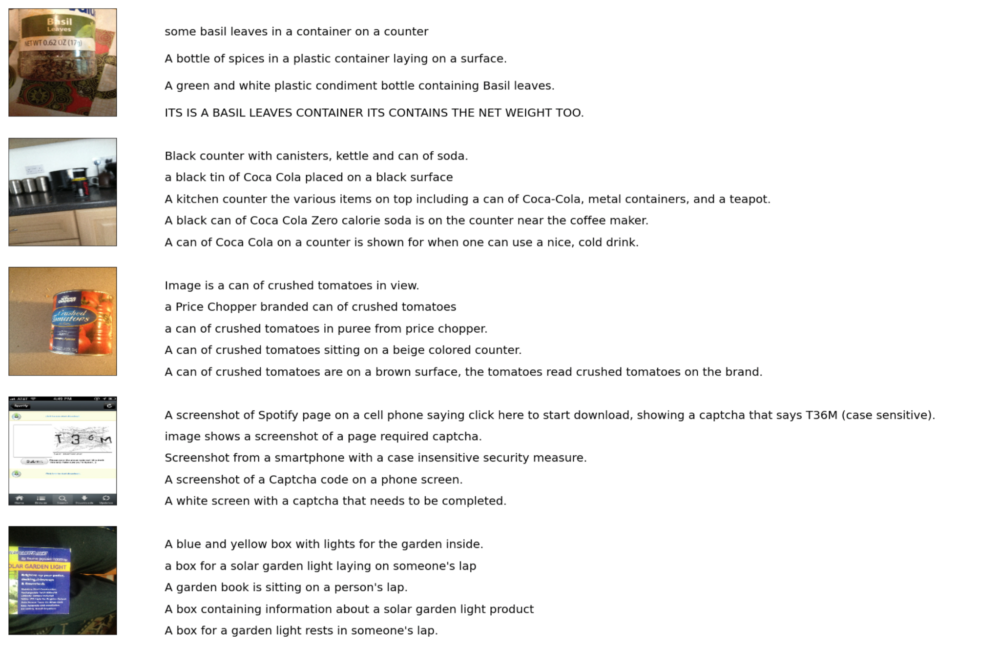 Basil
Leaves
NET WT 0.62 OZ (17g)
some basil leaves in a container on a counter
A bottle of spices in a plastic container laying on a surface.
A green and white plastic condiment bottle containing Basil leaves.
ITS IS A BASIL LEAVES CONTAINER ITS CONTAINS THE NET WEIGHT TOO.
Black counter with canisters, kettle and can of soda.
a black tin of Coca Cola placed on a black surface
A kitchen counter the various items on top including a can of Coca-Cola, metal containers, and a teapot.
A black can of Coca Cola Zero calorie soda is on the counter near the coffee maker.
A can of Coca Cola on a counter is shown for when one can use a nice, cold drink.
Crushed
Tomatoes
Image is a can of crushed tomatoes in view.
a Price Chopper branded can of crushed tomatoes
a can of crushed tomatoes in puree from price chopper.
A can of crushed tomatoes sitting on a beige colored counter.
A can of crushed tomatoes are on a brown surface, the tomatoes read crushed tomatoes on the brand.
AT&T 4:49 PM
Spotify
T 3 6 M
Submit
Home Browse Search Downloads Updates
A screenshot of Spotify page on a cell phone saying click here to start download, showing a captcha that says T36M (case sensitive).
image shows a screenshot of a page required captcha.
Screenshot from a smartphone with a case insensitive security measure.
A screenshot of a Captcha code on a phone screen.
A white screen with a captcha that needs to be completed.
OLAR GARDEN LIGHT
Brighten up your patio,
decking, driveways
& flowerbeds
A blue and yellow box with lights for the garden inside.
a box for a solar garden light laying on someone's lap
A garden book is sitting on a person's lap.
A box containing information about a solar garden light product
A box for a garden light rests in someone's lap.